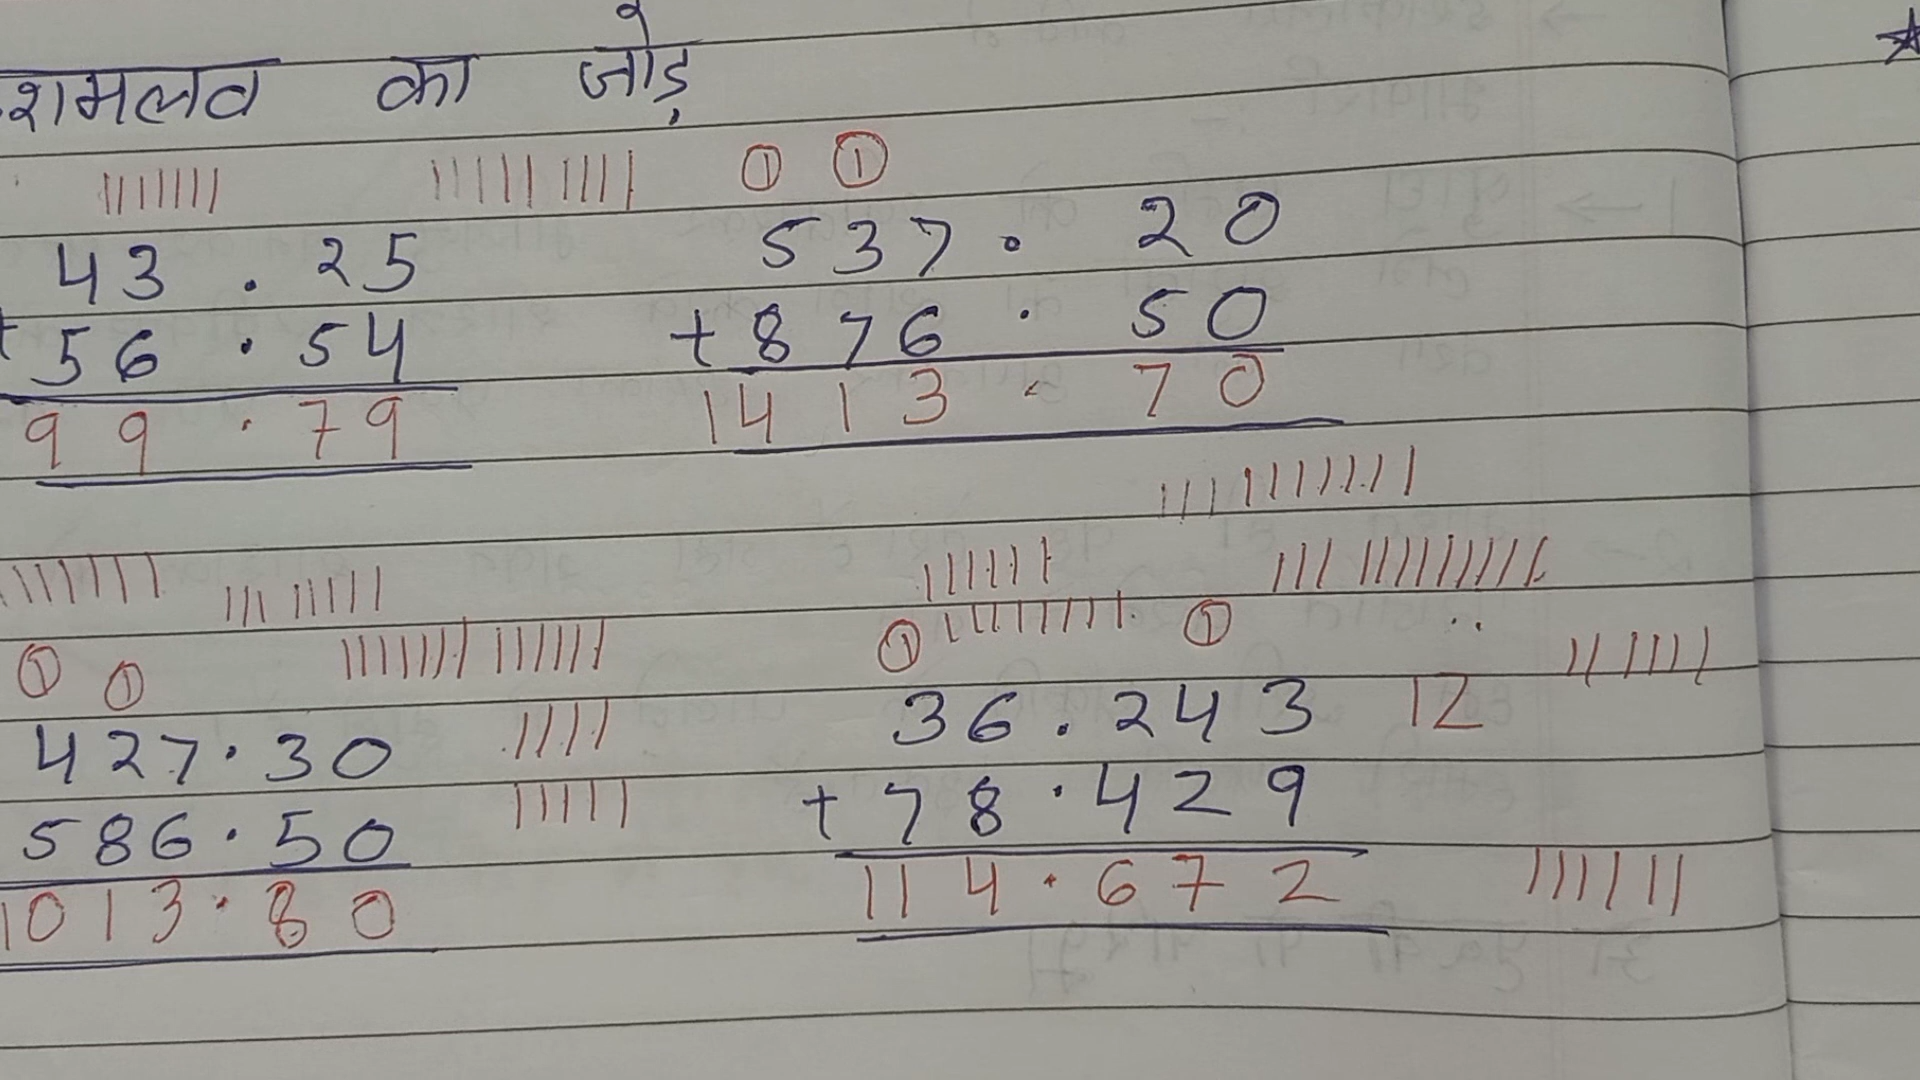 दशमलव का जोड़
① ①
43.25 537.20
+56.54 +876.50
99.79 1413.70
① ① ① ①
427.30 36.243 12
586.50 +78.429
1013.80 114.672